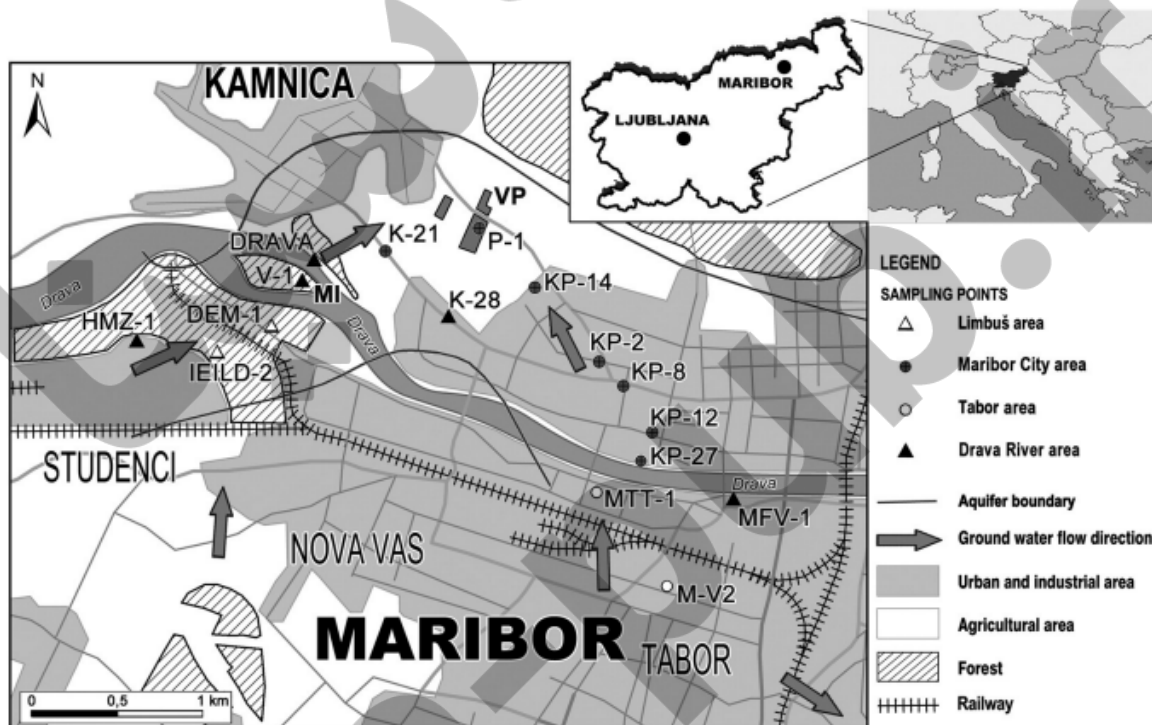 N
KAMNICA
MARIBOR
LJUBLJANA
VP
P-1
K-21
DRAVA
V-1
MI
KP-14
K-28
Drava
HMZ-1
DEM-1
IEILD-2
Drava
KP-2
KP-8
KP-12
KP-27
STUDENCI
MTT-1
Drava
MFV-1
NOVA VAS
M-V2
MARIBOR
TABOR
0 0,5 1 km
LEGEND
SAMPLING POINTS
Limbuš area
Maribor City area
Tabor area
Drava River area
Aquifer boundary
Ground water flow direction
Urban and industrial area
Agricultural area
Forest
Railway